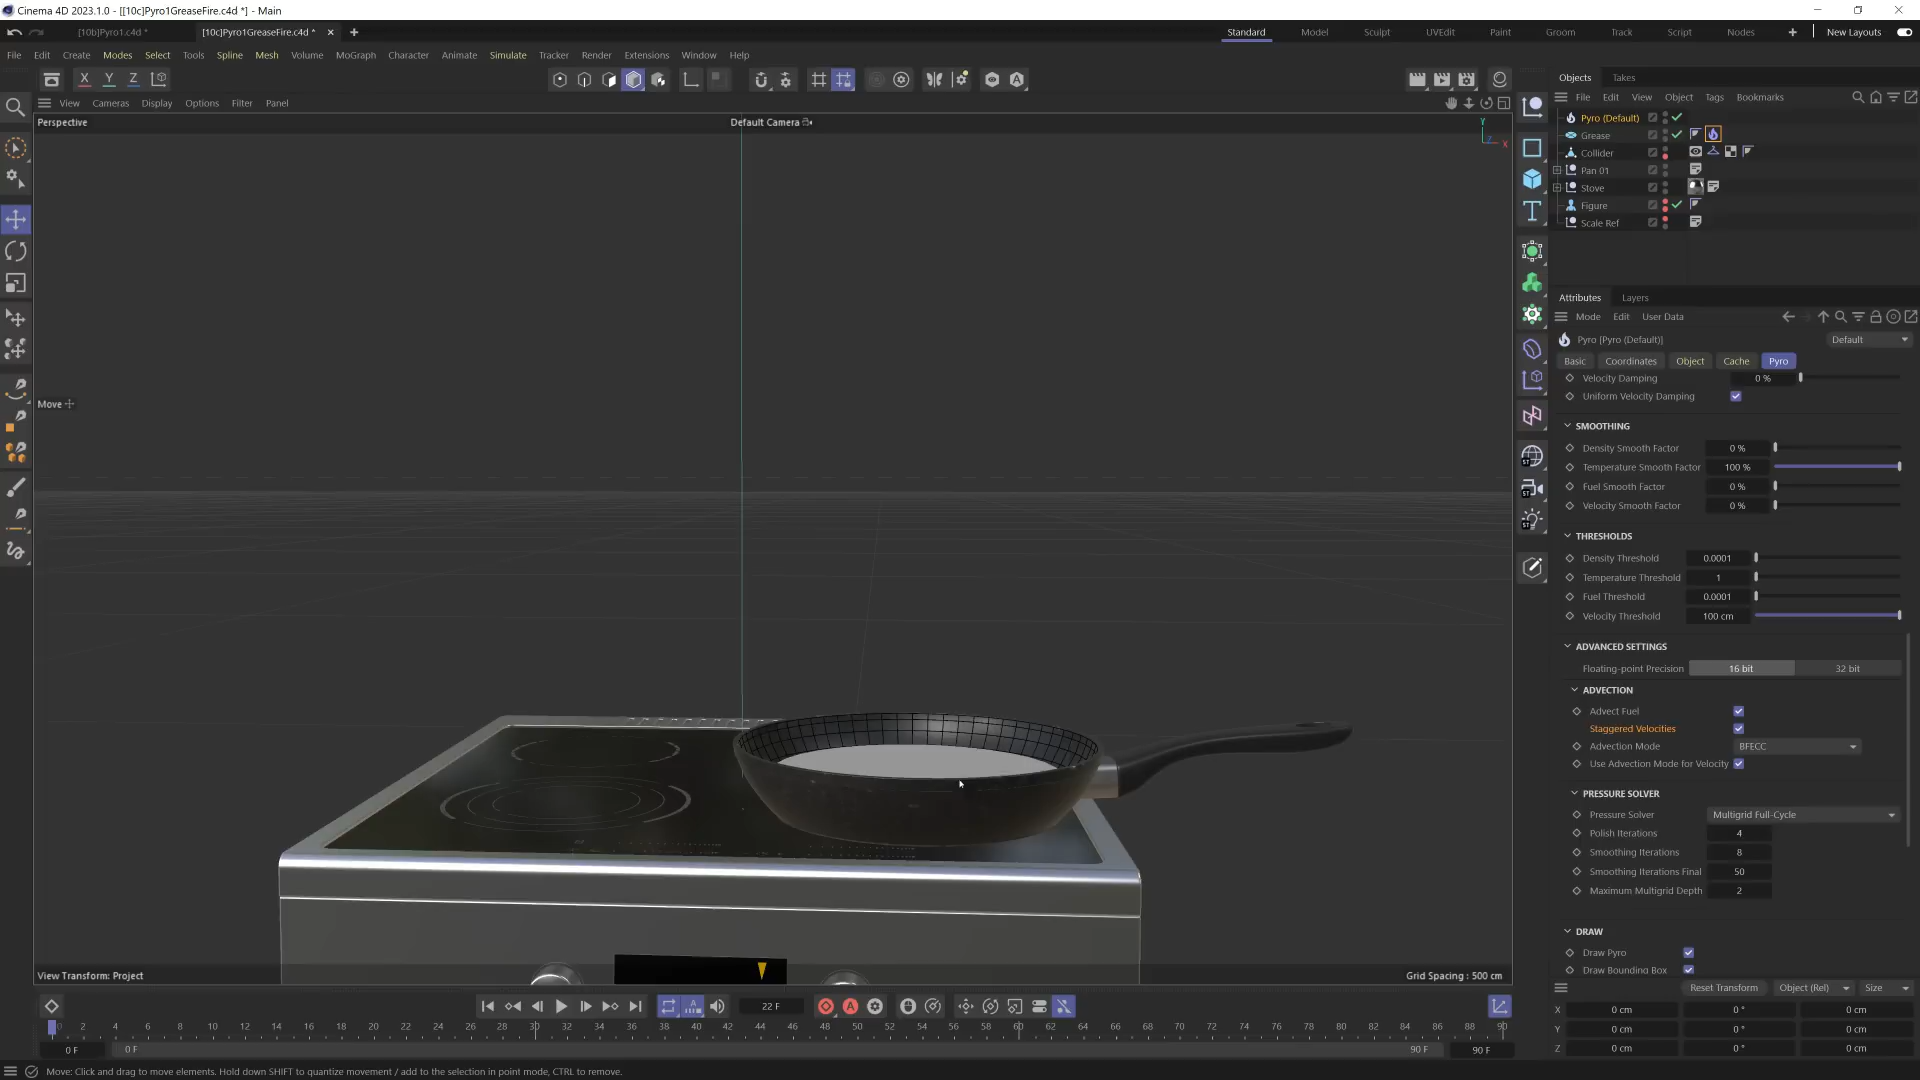 Cinema 4D 2023.1.0 - [[10c]Pyro1GreaseFire.c4d *] - Main
[10b]Pyro1.c4d *
[10c]Pyro1GreaseFire.c4d *
Standard Model Sculpt UVEdit Paint Groom Track Script Nodes New Layouts
File Edit Create Modes Select Tools Spline Mesh Volume MoGraph Character Animate Simulate Tracker Render Extensions Window Help
X Y Z
View Cameras Display Options Filter Panel
Perspective
Default Camera
Y
Z X
Move
View Transform: Project
Grid Spacing : 500 cm
Objects Takes
File Edit View Object Tags Bookmarks
Pyro (Default)
Grease
Collider
Pan 01
Stove
Figure
Scale Ref
Attributes Layers
Mode Edit User Data
Pyro [Pyro (Default)]
Default
Basic Coordinates Object Cache Pyro
Velocity Damping 0 %
Uniform Velocity Damping
SMOOTHING
Density Smooth Factor 0 %
Temperature Smooth Factor 100 %
Fuel Smooth Factor 0 %
Velocity Smooth Factor 0 %
THRESHOLDS
Density Threshold 0.0001
Temperature Threshold 1
Fuel Threshold 0.0001
Velocity Threshold 100 cm
ADVANCED SETTINGS
Floating-point Precision 16 bit 32 bit
ADVECTION
Advect Fuel
Staggered Velocities
Advection Mode BFECC
Use Advection Mode for Velocity
PRESSURE SOLVER
Pressure Solver Multigrid Full-Cycle
Polish Iterations 4
Smoothing Iterations 8
Smoothing Iterations Final 50
Maximum Multigrid Depth 2
DRAW
Draw Pyro
Draw Bounding Box
Reset Transform Object (Rel) Size
X 0 cm 0 ° 0 cm
Y 0 cm 0 ° 0 cm
Z 0 cm 0 ° 0 cm
22 F
0 2 4 6 8 10 12 14 16 18 20 22 24 26 28 30 32 34 36 38 40 42 44 46 48 50 52 54 56 58 60 62 64 66 68 70 72 74 76 78 80 82 84 86 88 90
0 F 0 F 90 F 90 F
Move: Click and drag to move elements. Hold down SHIFT to quantize movement / add to the selection in point mode, CTRL to remove.